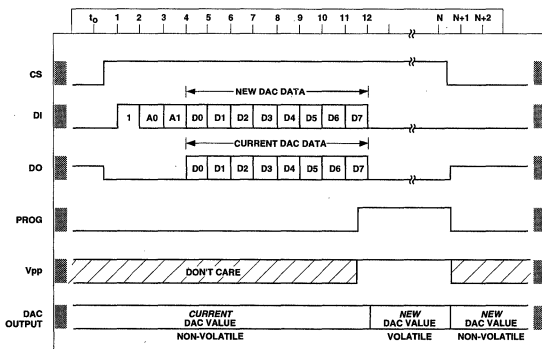 to 1 2 3 4 5 6 7 8 9 10 11 12 N N+1 N+2
CS
NEW DAC DATA
DI 1 A0 A1 D0 D1 D2 D3 D4 D5 D6 D7
CURRENT DAC DATA
DO D0 D1 D2 D3 D4 D5 D6 D7
PROG
Vpp DON'T CARE
DAC OUTPUT
CURRENT DAC VALUE NEW DAC VALUE NEW DAC VALUE
NON-VOLATILE VOLATILE NON-VOLATILE